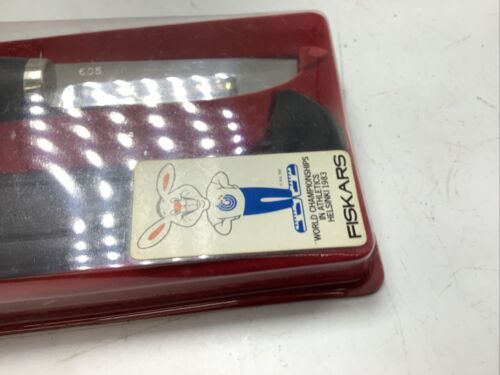 605
WORLD CHAMPIONSHIPS
IN ATHLETICS
HELSINKI 1983
FISKARS